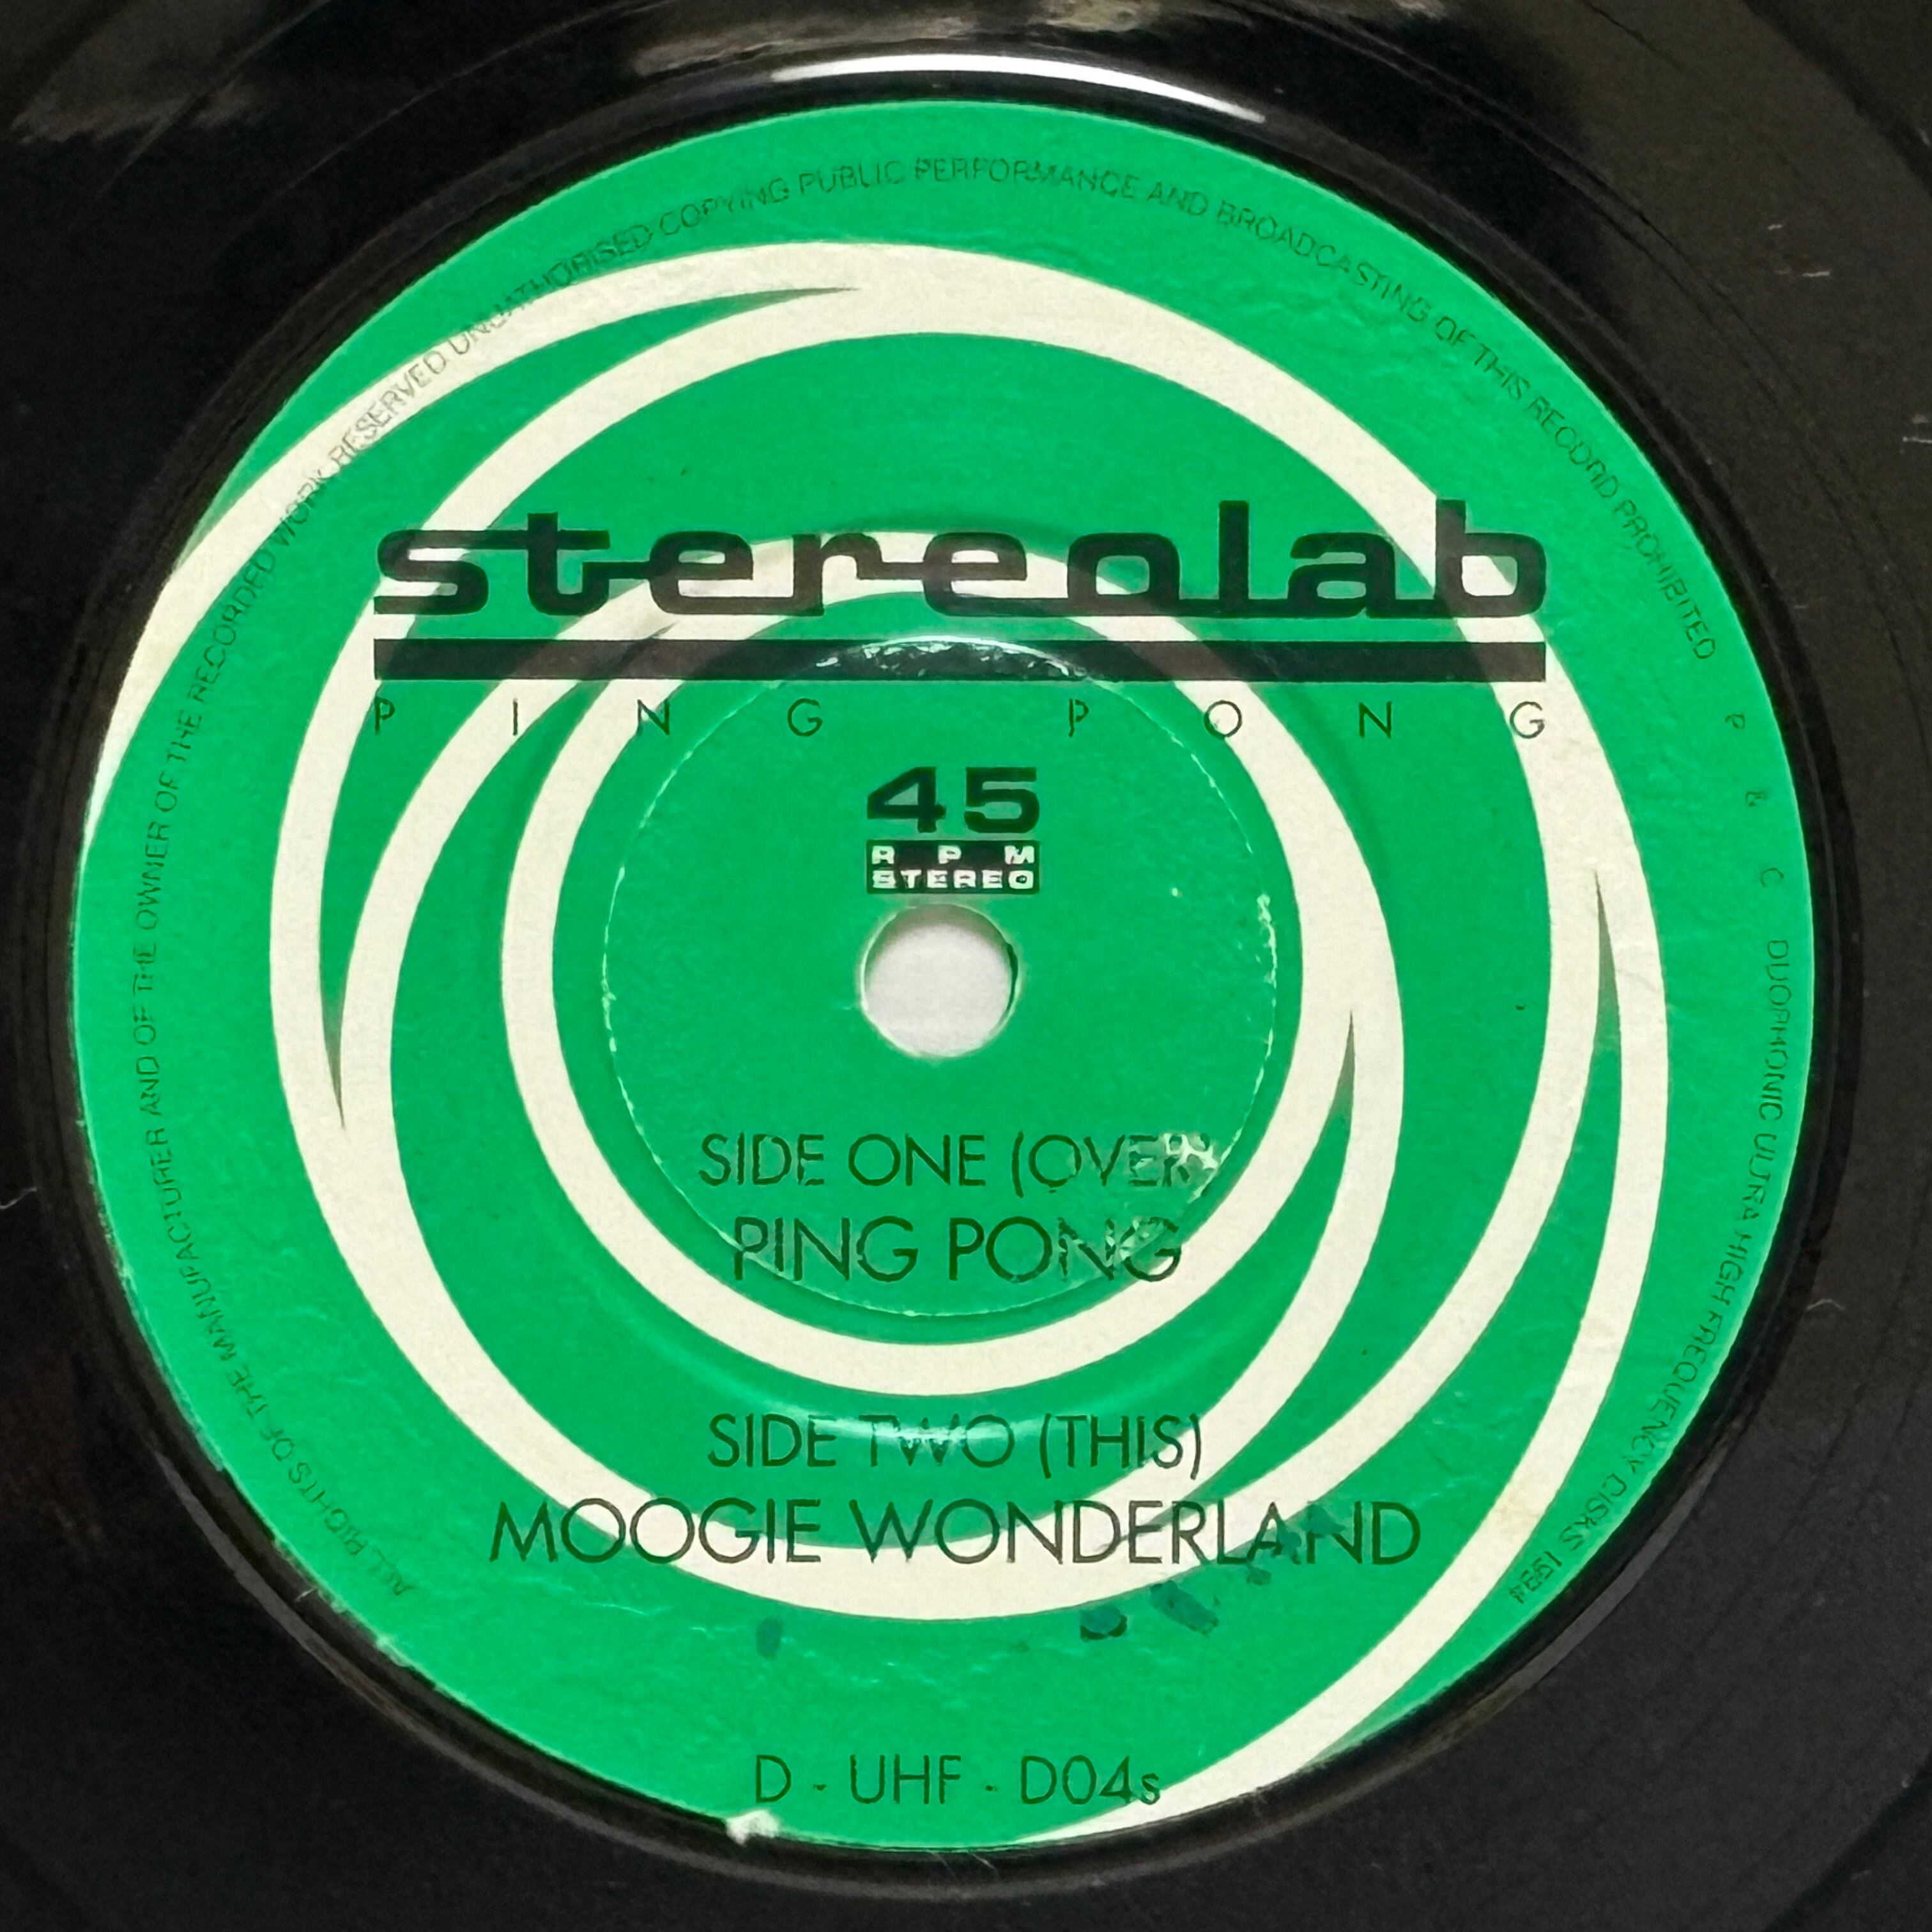 stereolab
PING PONG
45
RPM
STEREO
SIDE ONE (OVER)
PING PONG
SIDE TWO (THIS)
MOOGIE WONDERLAND
D - UHF - D04s
ALL RIGHTS OF THE MANUFACTURER AND OF THE OWNER OF THE RECORDED WORK RESERVED UNUATHORISED COPYING PUBLIC PERFORMANCE AND BROADCASTING OF THIS RECORD PROHIBITED
P & C DUOPHONIC ULTRA HIGH FREQUENCY DISKS 1994